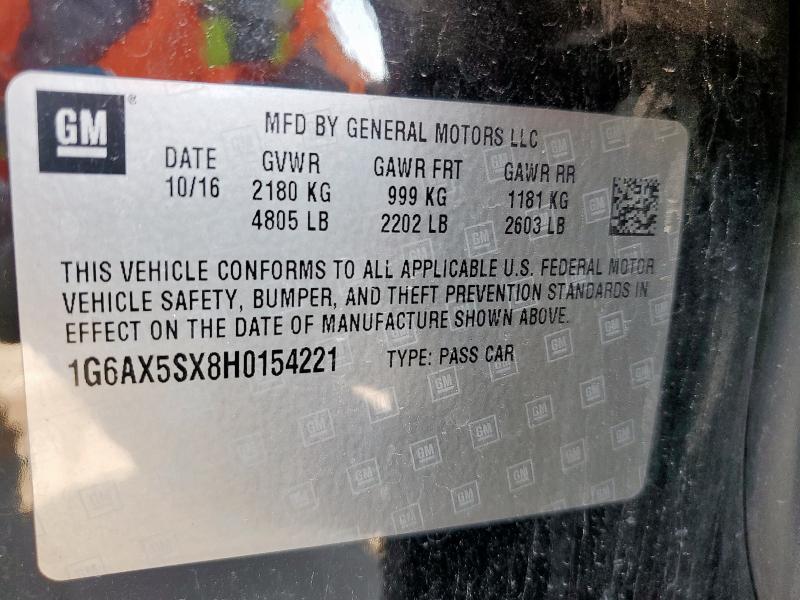 GM
MFD BY GENERAL MOTORS LLC
DATE GVWR GAWR FRT GAWR RR
10/16 2180 KG 999 KG 1181 KG
4805 LB 2202 LB 2603 LB
THIS VEHICLE CONFORMS TO ALL APPLICABLE U.S. FEDERAL MOTOR
VEHICLE SAFETY, BUMPER, AND THEFT PREVENTION STANDARDS IN
EFFECT ON THE DATE OF MANUFACTURE SHOWN ABOVE.
1G6AX5SX8H0154221 TYPE: PASS CAR